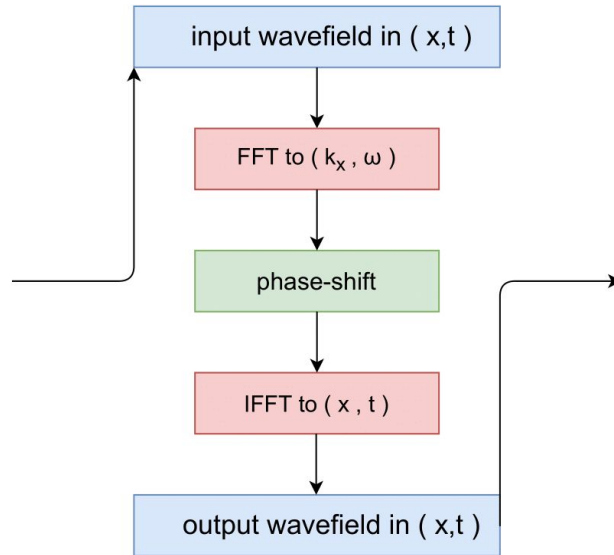 input wavefield in ( x,t )
FFT to ( kₓ , ω )
phase-shift
IFFT to ( x , t )
output wavefield in ( x,t )